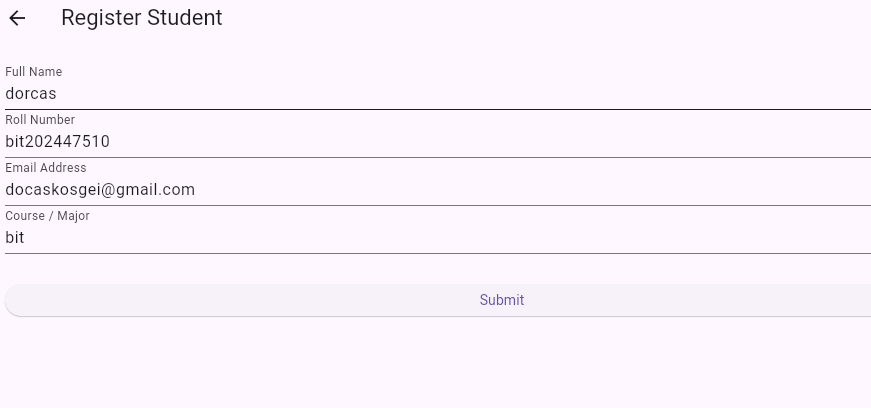 Register Student
Full Name
dorcas
Roll Number
bit202447510
Email Address
docaskosgei@gmail.com
Course / Major
bit
Submit